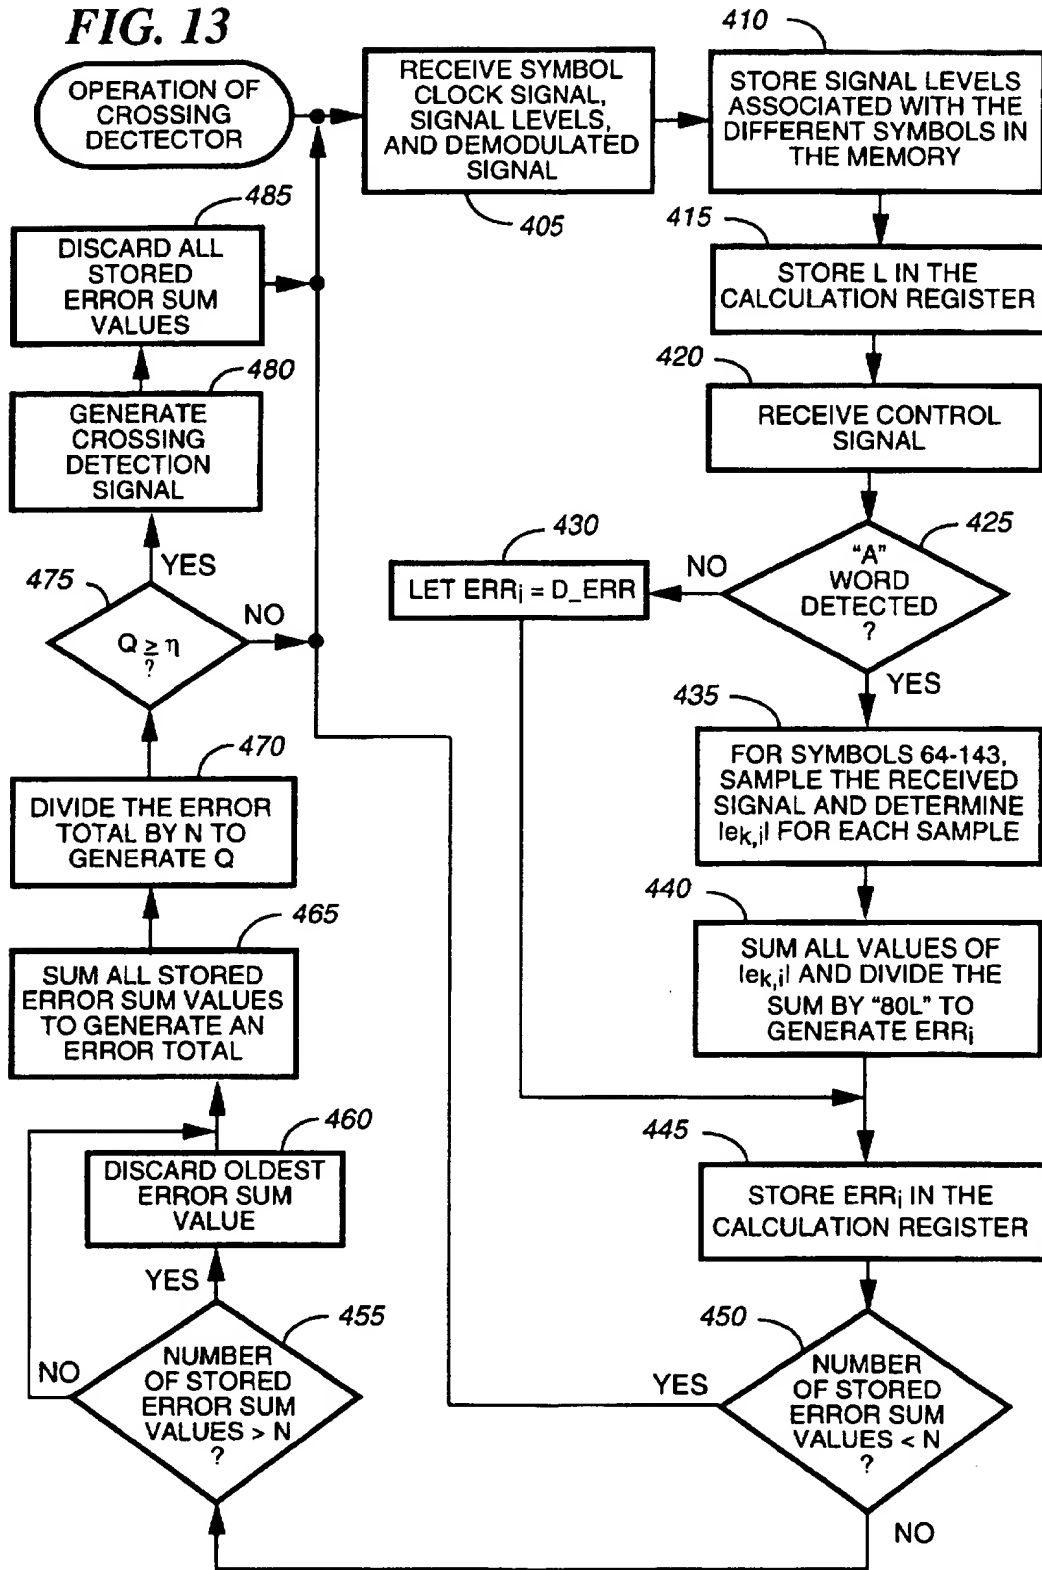 FIG. 13
OPERATION OF
CROSSING
DECTECTOR
RECEIVE SYMBOL
CLOCK SIGNAL,
SIGNAL LEVELS,
AND DEMODULATED
SIGNAL
405
410
STORE SIGNAL LEVELS
ASSOCIATED WITH THE
DIFFERENT SYMBOLS IN
THE MEMORY
415
STORE L IN THE
CALCULATION REGISTER
420
RECEIVE CONTROL
SIGNAL
425
"A"
WORD
DETECTED
?
NO
YES
430
LET ERRi = D_ERR
435
FOR SYMBOLS 64-143,
SAMPLE THE RECEIVED
SIGNAL AND DETERMINE
|ek,i| FOR EACH SAMPLE
440
SUM ALL VALUES OF
|ek,i| AND DIVIDE THE
SUM BY "80L" TO
GENERATE ERRi
445
STORE ERRi IN THE
CALCULATION REGISTER
450
NUMBER
OF STORED
ERROR SUM
VALUES < N
?
YES
NO
455
NUMBER
OF STORED
ERROR SUM
VALUES > N
?
NO
YES
460
DISCARD OLDEST
ERROR SUM
VALUE
465
SUM ALL STORED
ERROR SUM VALUES
TO GENERATE AN
ERROR TOTAL
470
DIVIDE THE ERROR
TOTAL BY N TO
GENERATE Q
475
Q ≥ η
?
NO
YES
480
GENERATE
CROSSING
DETECTION
SIGNAL
485
DISCARD ALL
STORED
ERROR SUM
VALUES